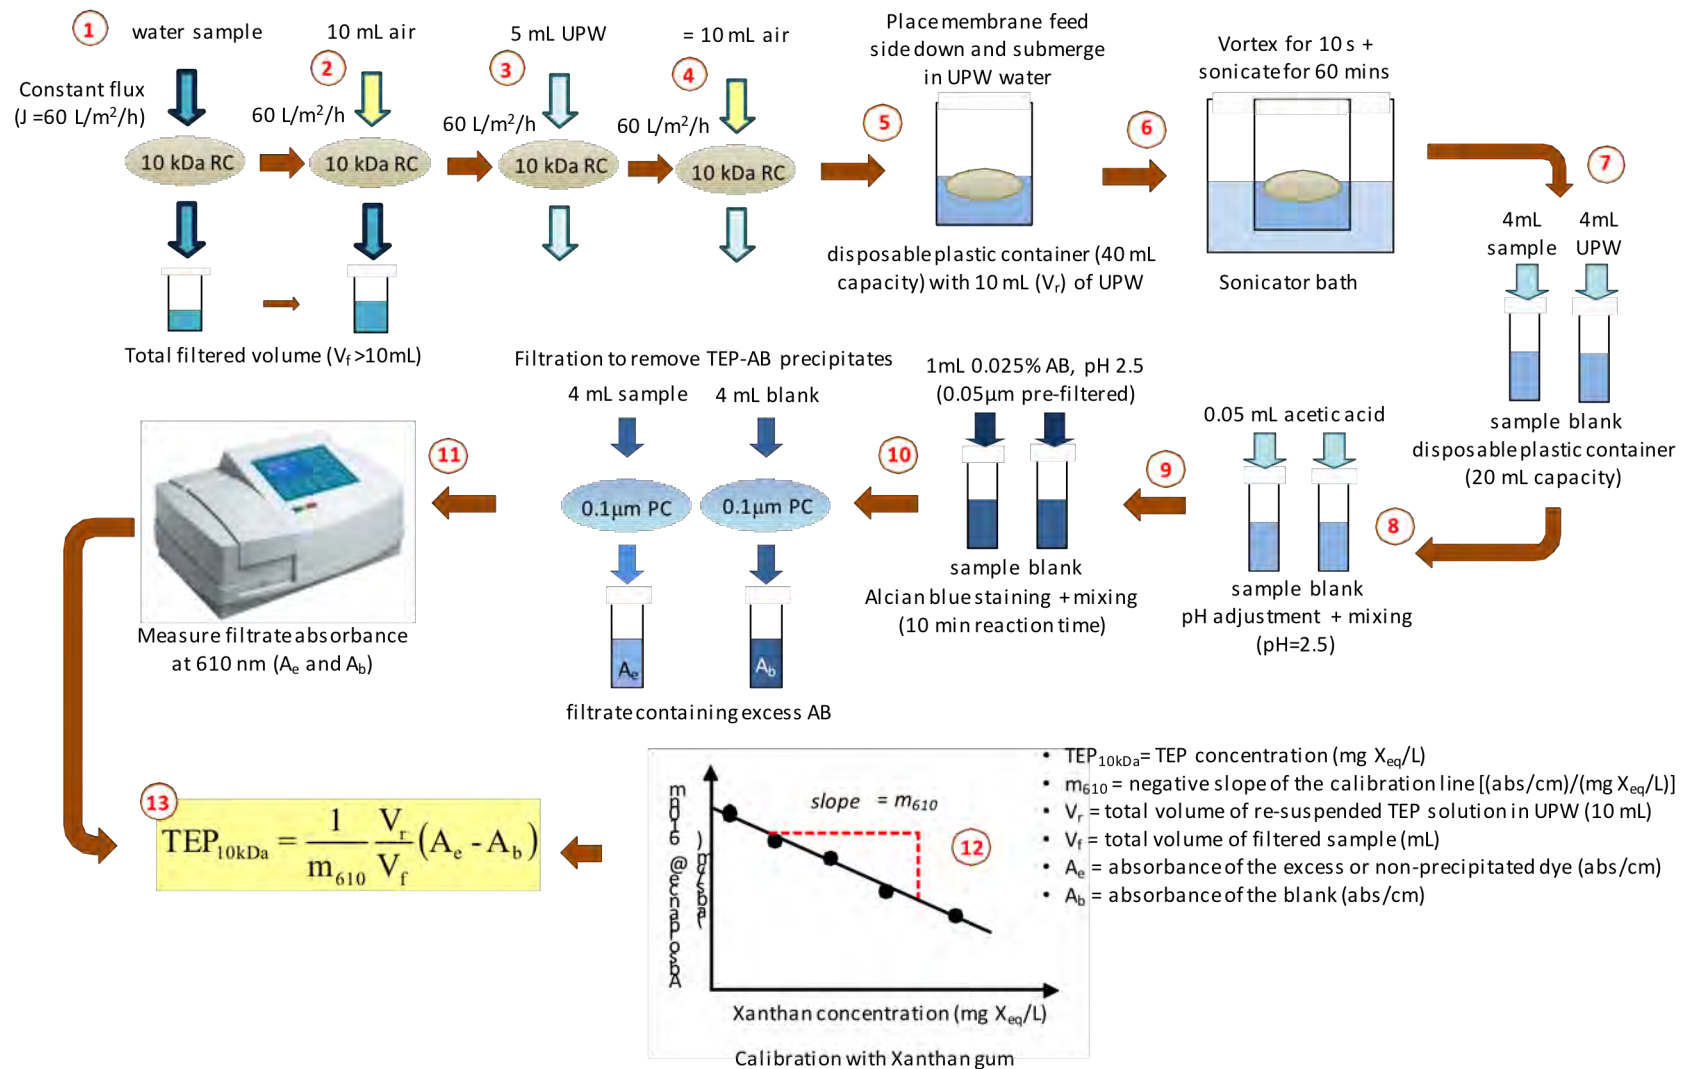 1
water sample
Constant flux
(J =60 L/m²/h)
10 kDa RC
10 mL air
2
60 L/m²/h
10 kDa RC
5 mL UPW
3
60 L/m²/h
10 kDa RC
= 10 mL air
4
60 L/m²/h
10 kDa RC
Total filtered volume (Vf >10mL)
Place membrane feed
side down and submerge
in UPW water
5
disposable plastic container (40 mL
capacity) with 10 mL (Vr) of UPW
Vortex for 10 s +
sonicate for 60 mins
6
Sonicator bath
7
4mL
sample
4mL
UPW
sample blank
disposable plastic container
(20 mL capacity)
8
0.05 mL acetic acid
sample blank
pH adjustment + mixing
(pH=2.5)
9
1mL 0.025% AB, pH 2.5
(0.05µm pre-filtered)
sample blank
Alcian blue staining + mixing
(10 min reaction time)
10
Filtration to remove TEP-AB precipitates
4 mL sample
4 mL blank
0.1µm PC
0.1µm PC
Ae
Ab
filtrate containing excess AB
11
Measure filtrate absorbance
at 610 nm (Ae and Ab)
12
slope = m610
Absorbance @ 610nm
(abs/cm)
Xanthan concentration (mg Xeq/L)
Calibration with Xanthan gum
13
TEP10kDa = 1/m610 Vr/Vf (Ae - Ab)
• TEP10kDa= TEP concentration (mg Xeq/L)
• m610 = negative slope of the calibration line [(abs/cm)/(mg Xeq/L)]
• Vr = total volume of re-suspended TEP solution in UPW (10 mL)
• Vf = total volume of filtered sample (mL)
• Ae = absorbance of the excess or non-precipitated dye (abs/cm)
• Ab = absorbance of the blank (abs/cm)